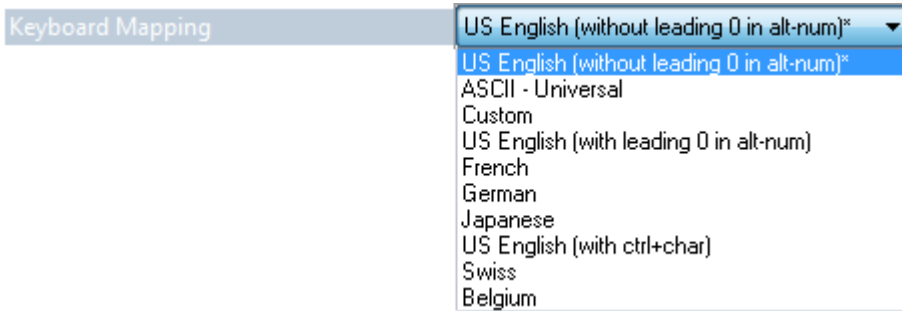 Keyboard Mapping
US English (without leading 0 in alt-num)*
US English (without leading 0 in alt-num)*
ASCII - Universal
Custom
US English (with leading 0 in alt-num)
French
German
Japanese
US English (with ctrl+char)
Swiss
Belgium